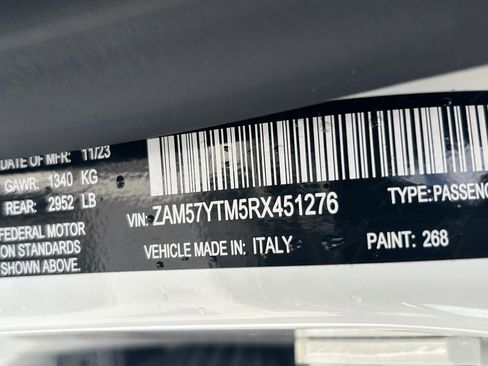 DATE OF MFR: 11/23
GAWR: 1340 KG
REAR: 2952 LB
VIN: ZAM57YTM5RX451276
TYPE: PASSENG
FEDERAL MOTOR
ON STANDARDS
SHOWN ABOVE.
VEHICLE MADE IN: ITALY
PAINT: 268